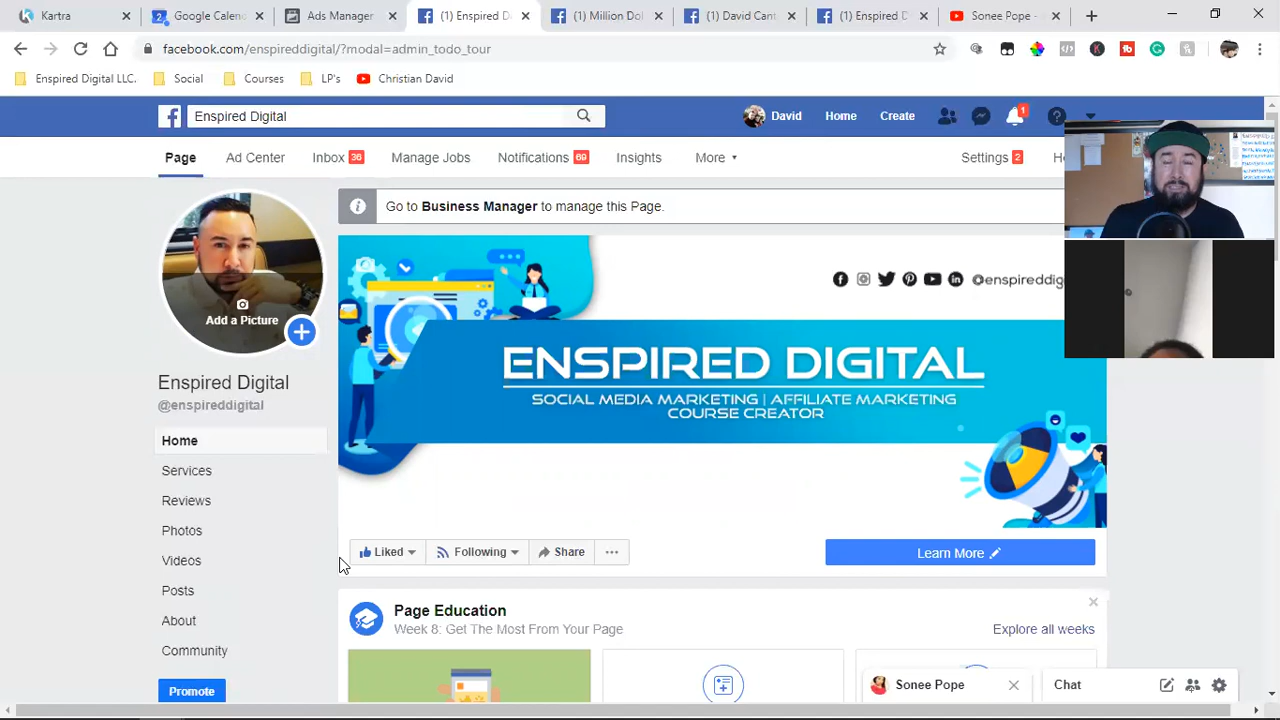 Kartra
Google Calen
Ads Manager
(1) Enspired D
(1) Million Dol
(1) David Cant
(1) Enspired D
Sonee Pope -
facebook.com/enspireddigital/?modal=admin_todo_tour
Enspired Digital LLC.
Social
Courses
LP's
Christian David
Enspired Digital
David
Home
Create
1
Page
Ad Center
Inbox 36
Manage Jobs
Notifications 69
Insights
More
Settings 2
Go to Business Manager to manage this Page.
Add a Picture
@enspireddig
ENSPIRED DIGITAL
SOCIAL MEDIA MARKETING | AFFILIATE MARKETING
COURSE CREATOR
Enspired Digital
@enspireddigital
Home
Services
Reviews
Photos
Videos
Posts
About
Community
Promote
Liked
Following
Share
Learn More
Page Education
Week 8: Get The Most From Your Page
Explore all weeks
Sonee Pope
Chat